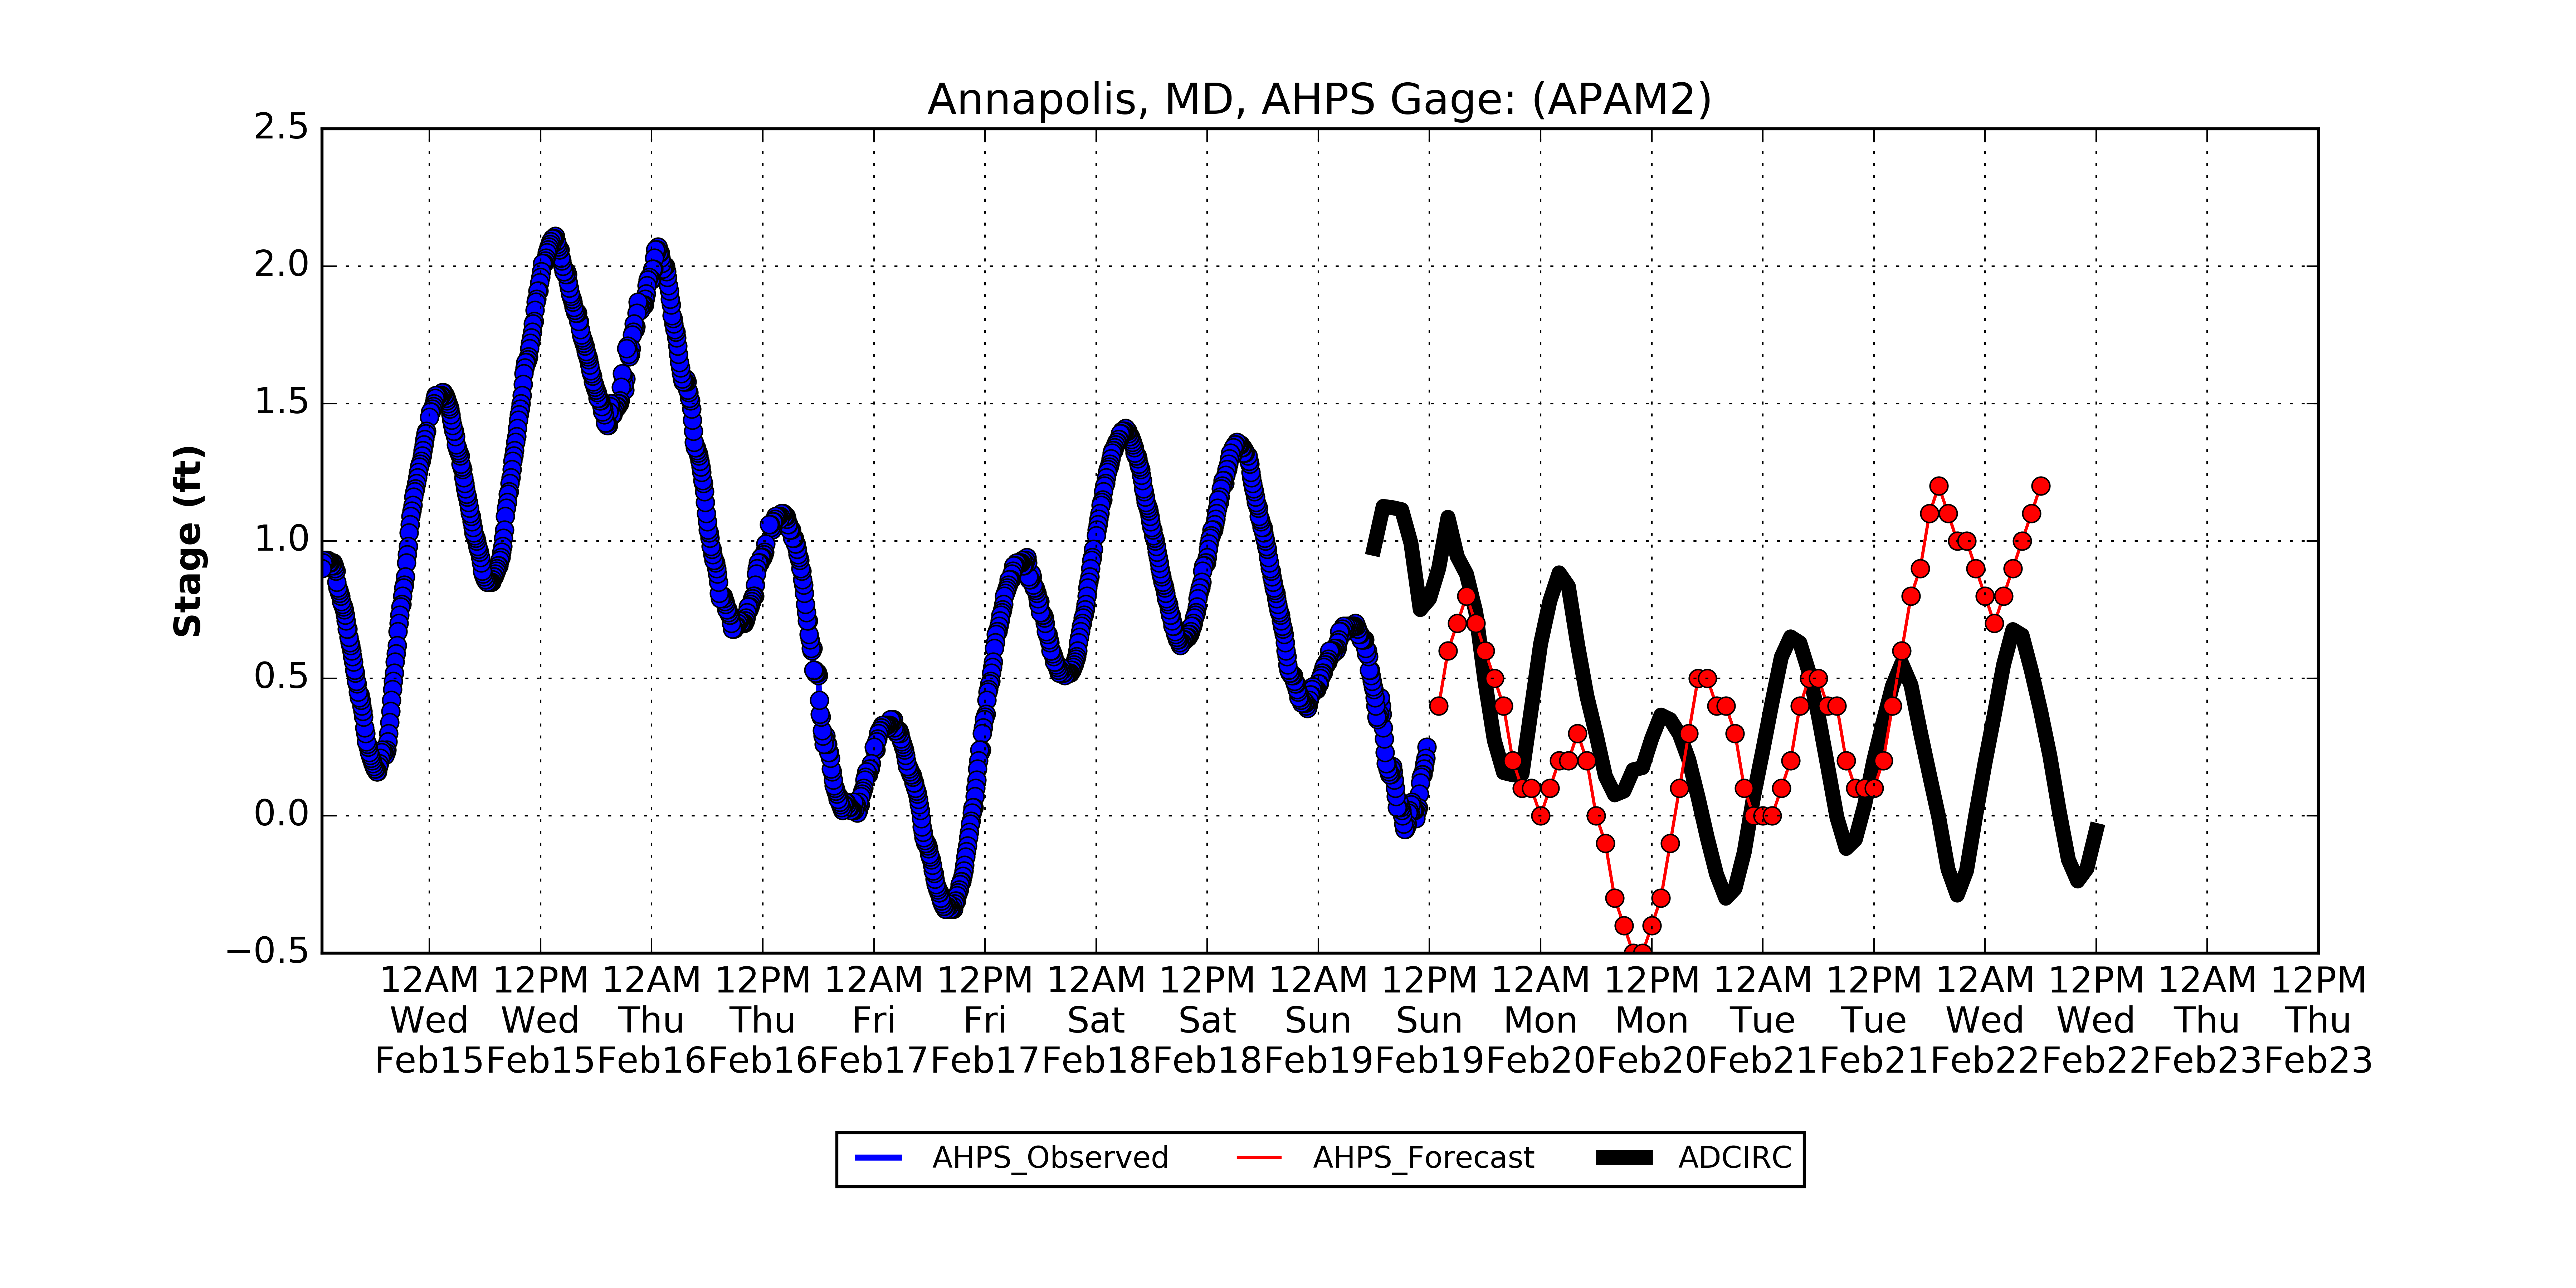 Annapolis, MD, AHPS Gage: (APAM2)
2.5
2.0
1.5
1.0
0.5
0.0
−0.5
Stage (ft)
12AM 12PM 12AM 12PM 12AM 12PM 12AM 12PM 12AM 12PM 12AM 12PM 12AM 12PM 12AM 12PM 12AM 12PM
Wed Wed Thu Thu Fri Fri Sat Sat Sun Sun Mon Mon Tue Tue Wed Wed Thu Thu
Feb15 Feb15 Feb16 Feb16 Feb17 Feb17 Feb18 Feb18 Feb19 Feb19 Feb20 Feb20 Feb21 Feb21 Feb22 Feb22 Feb23 Feb23
AHPS_Observed AHPS_Forecast ADCIRC